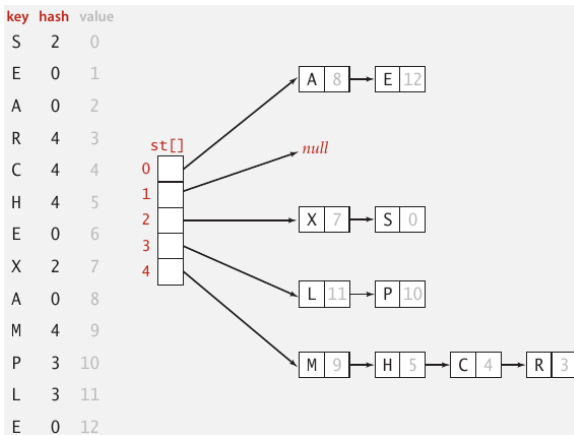 key hash value
S 2 0
E 0 1
A 0 2
R 4 3
C 4 4
H 4 5
E 0 6
X 2 7
A 0 8
M 4 9
P 3 10
L 3 11
E 0 12
st[]
0
1
2
3
4
A 8 E 12
null
X 7 S 0
L 11 P 10
M 9 H 5 C 4 R 3